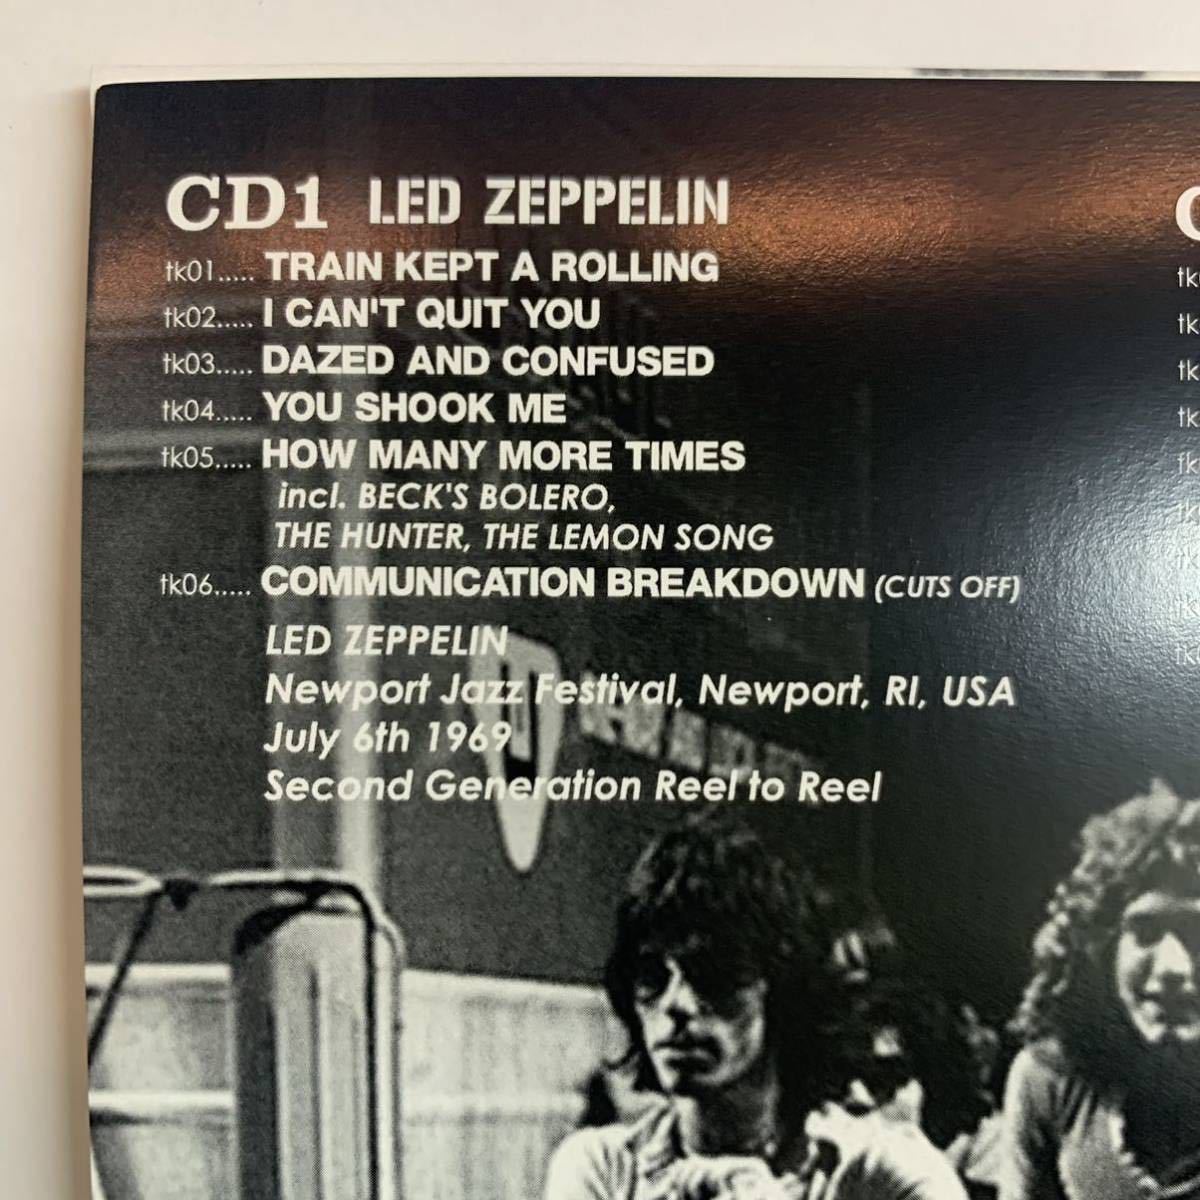 CD1 LED ZEPPELIN
tk01..... TRAIN KEPT A ROLLING
tk02..... I CAN'T QUIT YOU
tk03..... DAZED AND CONFUSED
tk04..... YOU SHOOK ME
tk05..... HOW MANY MORE TIMES
incl. BECK'S BOLERO,
THE HUNTER, THE LEMON SONG
tk06..... COMMUNICATION BREAKDOWN (CUTS OFF)
LED ZEPPELIN
Newport Jazz Festival, Newport, RI, USA
July 6th 1969
Second Generation Reel to Reel